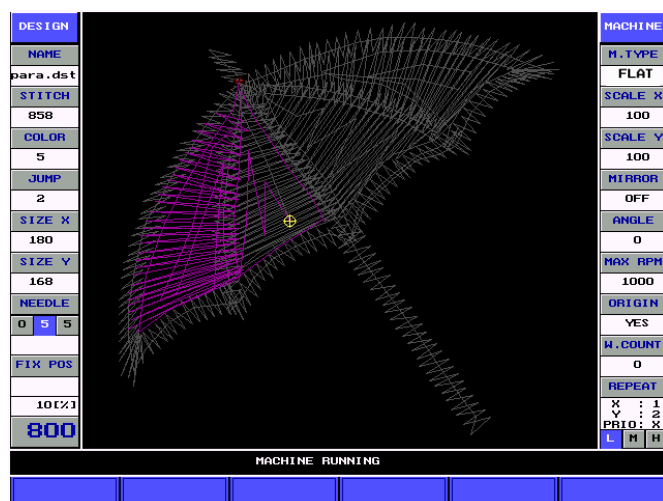 DESIGN
NAME
para.dst
STITCH
858
COLOR
5
JUMP
2
SIZE X
180
SIZE Y
168
NEEDLE
0 5 5
FIX POS
10[%]
800
MACHINE
M.TYPE
FLAT
SCALE X
100
SCALE Y
100
MIRROR
OFF
ANGLE
0
MAX RPM
1000
ORIGIN
YES
W.COUNT
0
REPEAT
X : 1
Y : 2
PRIO: X
L M H
MACHINE RUNNING